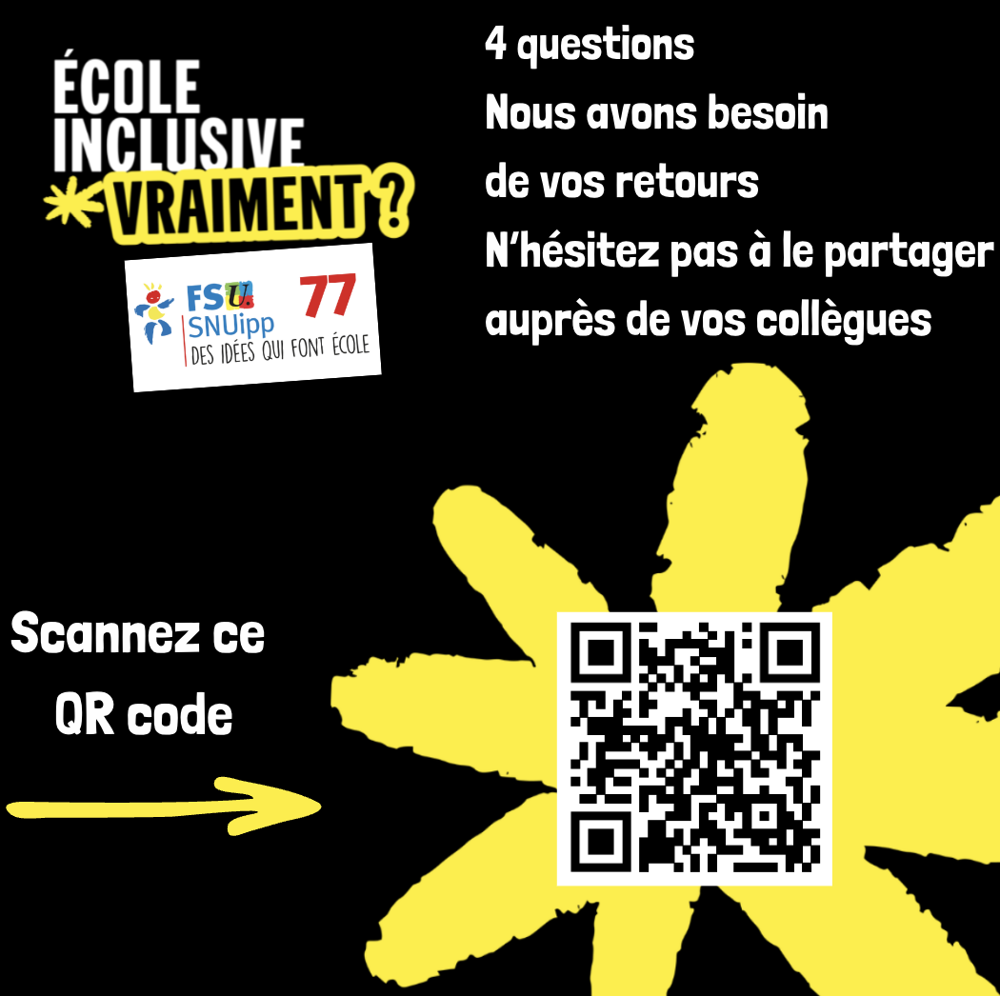 ÉCOLE
INCLUSIVE
VRAIMENT ?
FSU.
77
SNUipp
DES IDÉES QUI FONT ÉCOLE
4 questions
Nous avons besoin
de vos retours
N'hésitez pas à le partager
auprès de vos collègues
Scannez ce
QR code